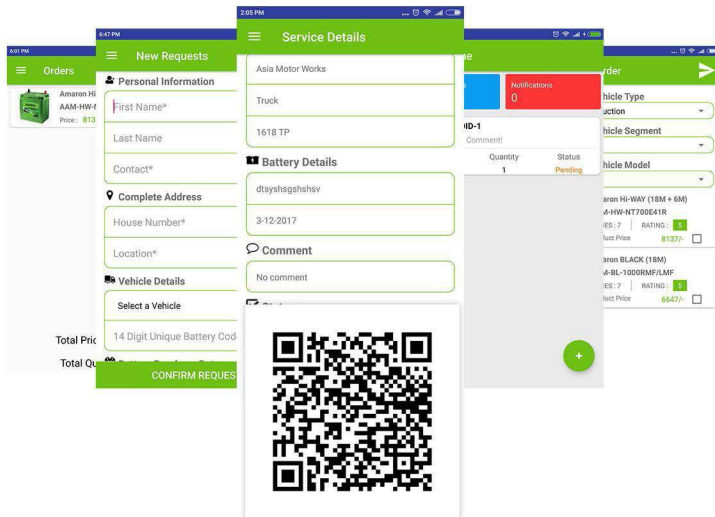 6:01 PM
Orders
Amaron Hi
AAM-HW-
Price: 813
Total Pric
Total Qu
6:47 PM
New Requests
Personal Information
First Name*
Last Name
Contact*
Complete Address
House Number*
Location*
Vehicle Details
Select a Vehicle
14 Digit Unique Battery Cod
CONFIRM REQUES
2:05 PM
Service Details
Asia Motor Works
Truck
1618 TP
Battery Details
dtsyshsgshshsv
3-12-2017
Comment
No comment
me
Notifications
0
OID-1
Comment!
Quantity
Status
1
Pending
+
rder
hicle Type
uction
hicle Segment
hicle Model
aron Hi-WAY (18M + 6M)
M-HW-NT700E41R
IES : 7 RATING : 5
duct Price 8137/-
aron BLACK (18M)
M-BL-1000RMF/LMF
IES : 7 RATING : 5
duct Price 6647/-